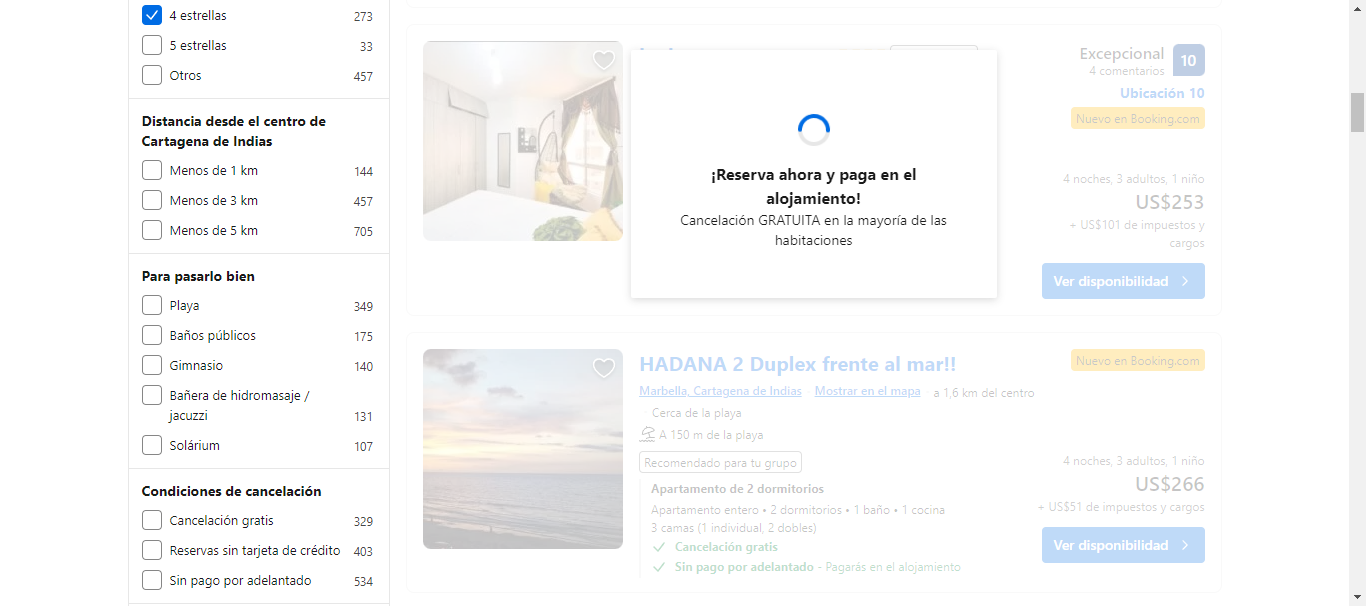 4 estrellas 273
5 estrellas 33
Otros 457
Distancia desde el centro de
Cartagena de Indias
Menos de 1 km 144
Menos de 3 km 457
Menos de 5 km 705
Para pasarlo bien
Playa 349
Baños públicos 175
Gimnasio 140
Bañera de hidromasaje /
jacuzzi 131
Solárium 107
Condiciones de cancelación
Cancelación gratis 329
Reservas sin tarjeta de crédito 403
Sin pago por adelantado 534
¡Reserva ahora y paga en el
alojamiento!
Cancelación GRATUITA en la mayoría de las
habitaciones
Excepcional 10
4 comentarios
Ubicación 10
Nuevo en Booking.com
4 noches, 3 adultos, 1 niño
US$253
+ US$101 de impuestos y
cargos
Ver disponibilidad
HADANA 2 Duplex frente al mar!!
Nuevo en Booking.com
Marbella, Cartagena de Indias Mostrar en el mapa a 1,6 km del centro
Cerca de la playa
A 150 m de la playa
Recomendado para tu grupo
Apartamento de 2 dormitorios
Apartamento entero • 2 dormitorios • 1 baño • 1 cocina
3 camas (1 individual, 2 dobles)
Cancelación gratis
Sin pago por adelantado - Pagarás en el alojamiento
4 noches, 3 adultos, 1 niño
US$266
+ US$51 de impuestos y cargos
Ver disponibilidad